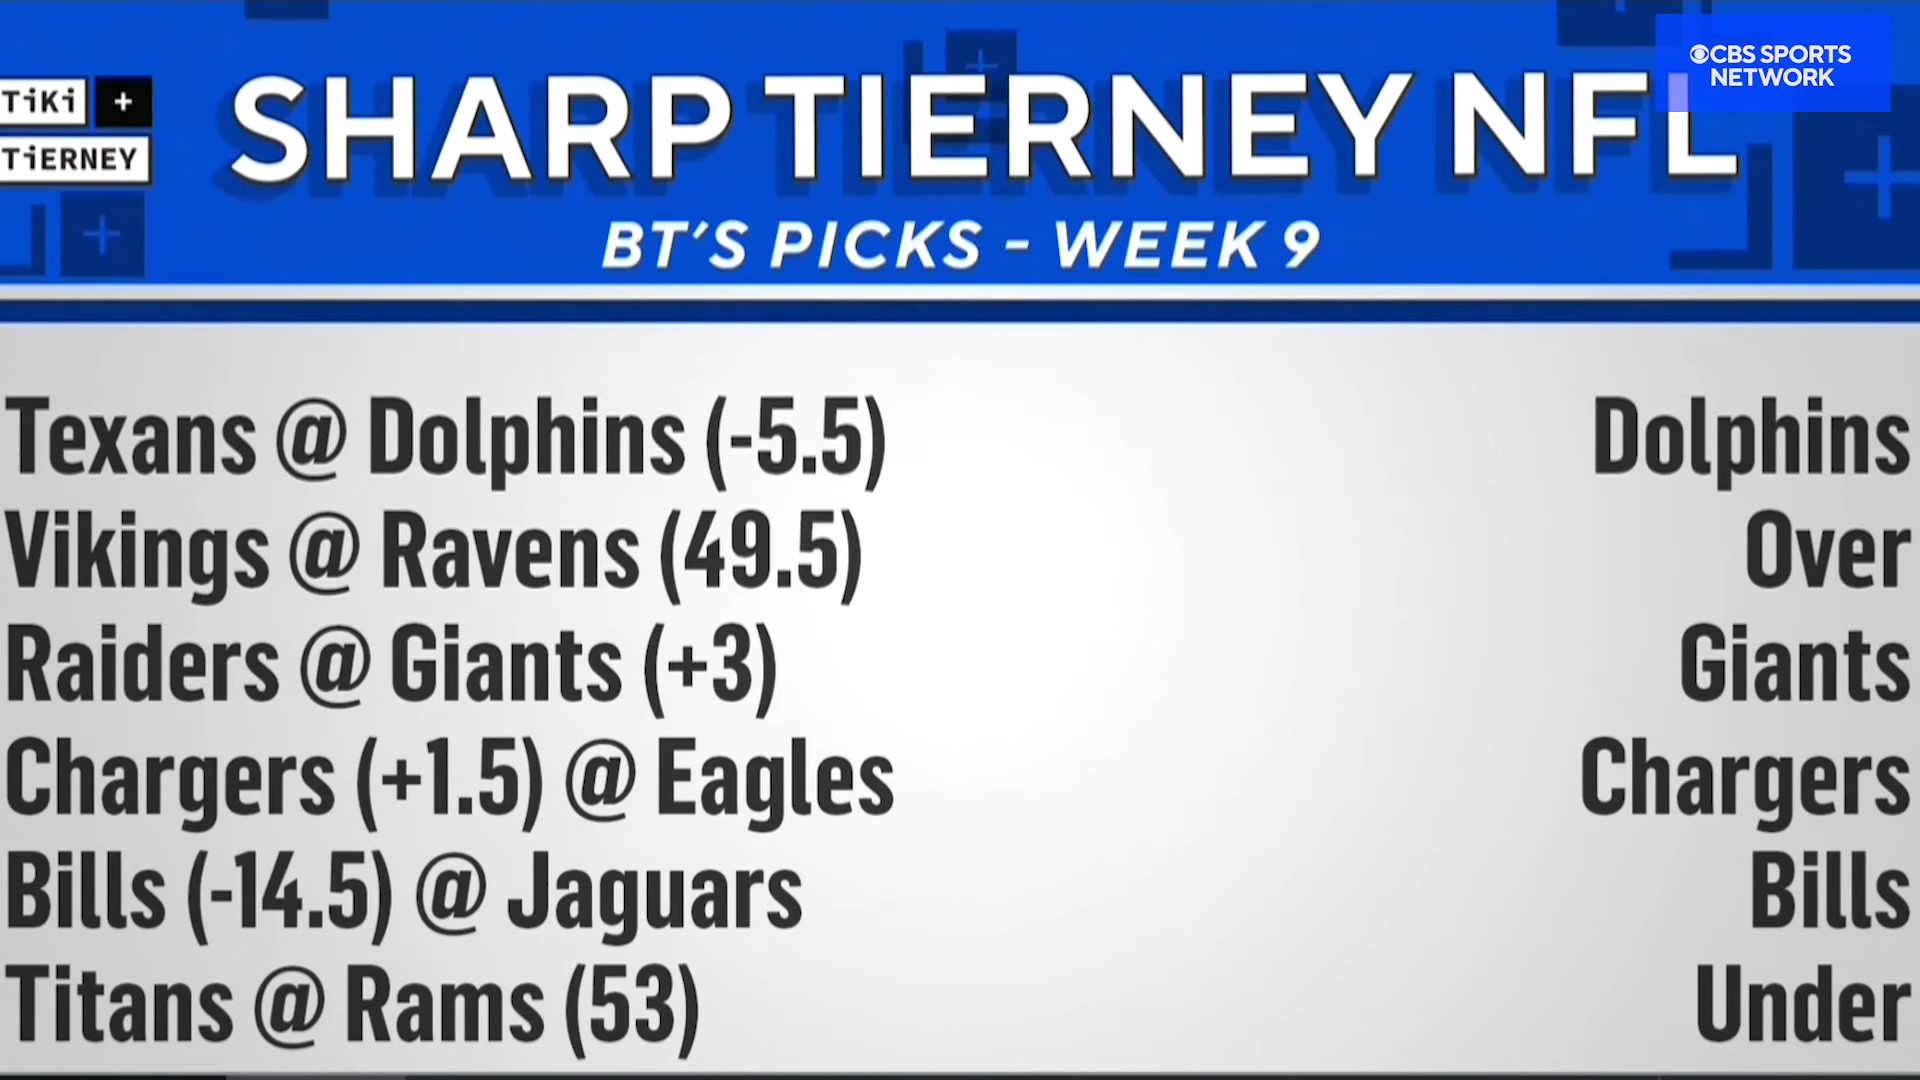 CBS SPORTS
NETWORK
TiKi +
TiERNEY
SHARP TIERNEY NFL
BT'S PICKS - WEEK 9
Texans @ Dolphins (-5.5) Dolphins
Vikings @ Ravens (49.5) Over
Raiders @ Giants (+3) Giants
Chargers (+1.5) @ Eagles Chargers
Bills (-14.5) @ Jaguars Bills
Titans @ Rams (53) Under